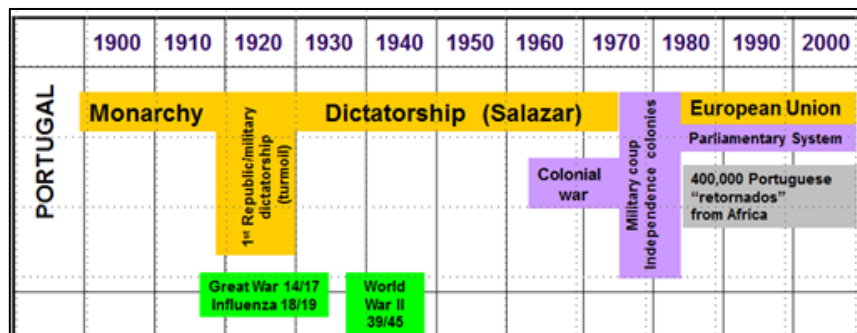 1900 1910 1920 1930 1940 1950 1960 1970 1980 1990 2000
PORTUGAL
Monarchy
1st Republic/military
dictatorship
(turmoil)
Dictatorship (Salazar)
Colonial
war
Military coup
Independence colonies
European Union
Parliamentary System
400,000 Portuguese
“retornados”
from Africa
Great War 14/17
Influenza 18/19
World
War II
39/45